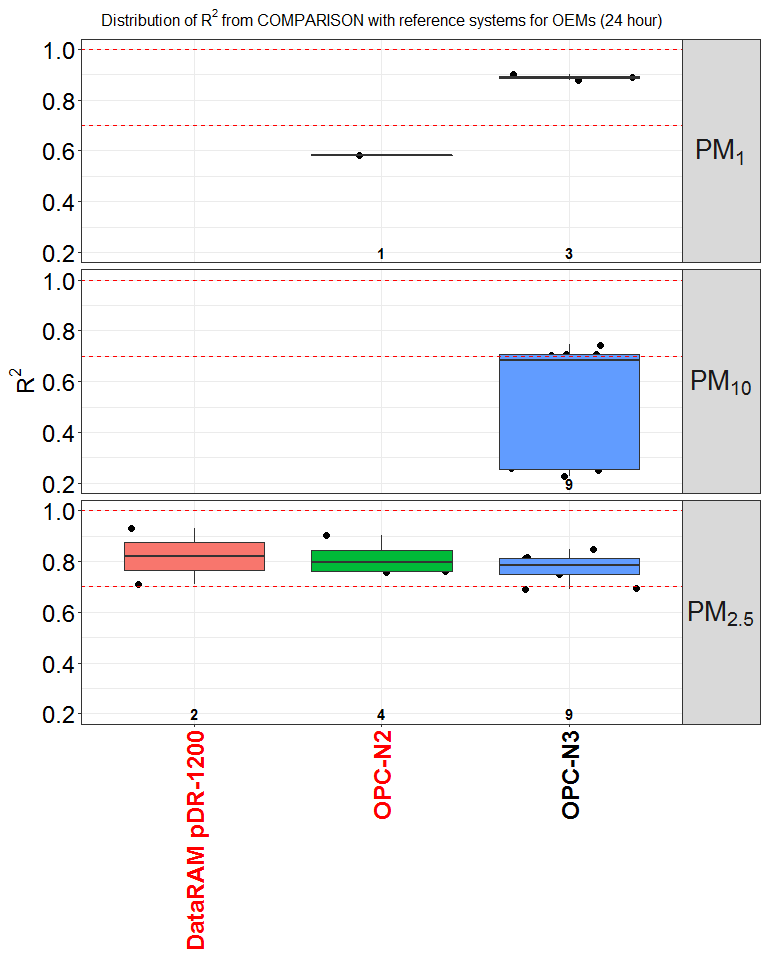 Distribution of R² from COMPARISON with reference systems for OEMs (24 hour)
1.0
0.8
0.6
0.4
0.2
1
3
PM₁
1.0
0.8
0.6
0.4
0.2
9
PM₁₀
R²
1.0
0.8
0.6
0.4
0.2
2
4
9
PM₂.₅
DataRAM pDR-1200
OPC-N2
OPC-N3